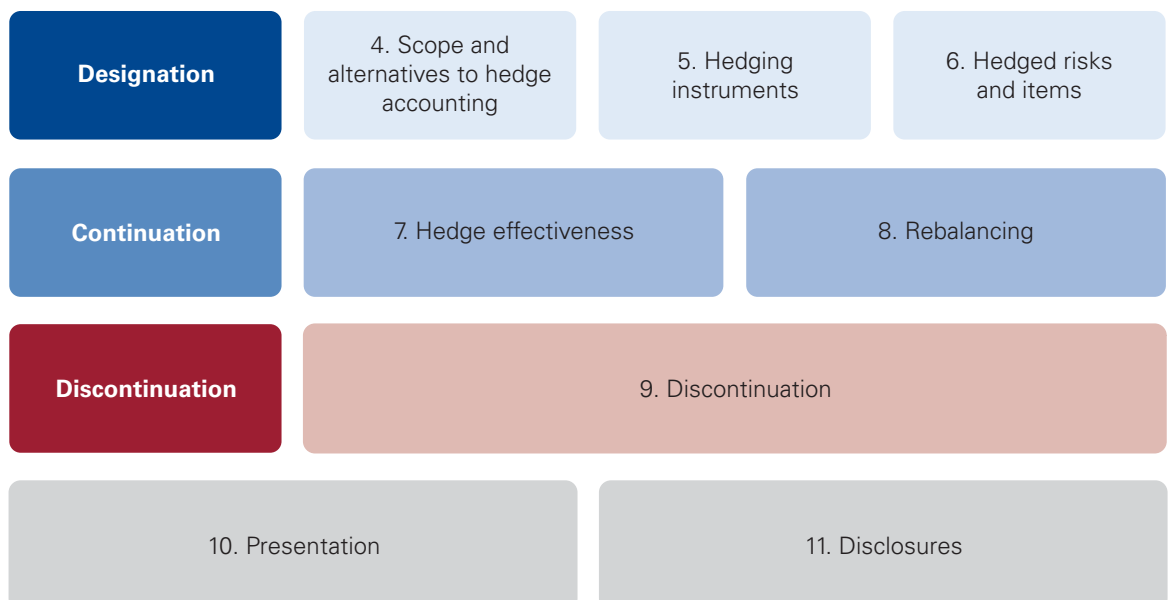 Designation
4. Scope and
alternatives to hedge
accounting
5. Hedging
instruments
6. Hedged risks
and items
Continuation
7. Hedge effectiveness
8. Rebalancing
Discontinuation
9. Discontinuation
10. Presentation
11. Disclosures